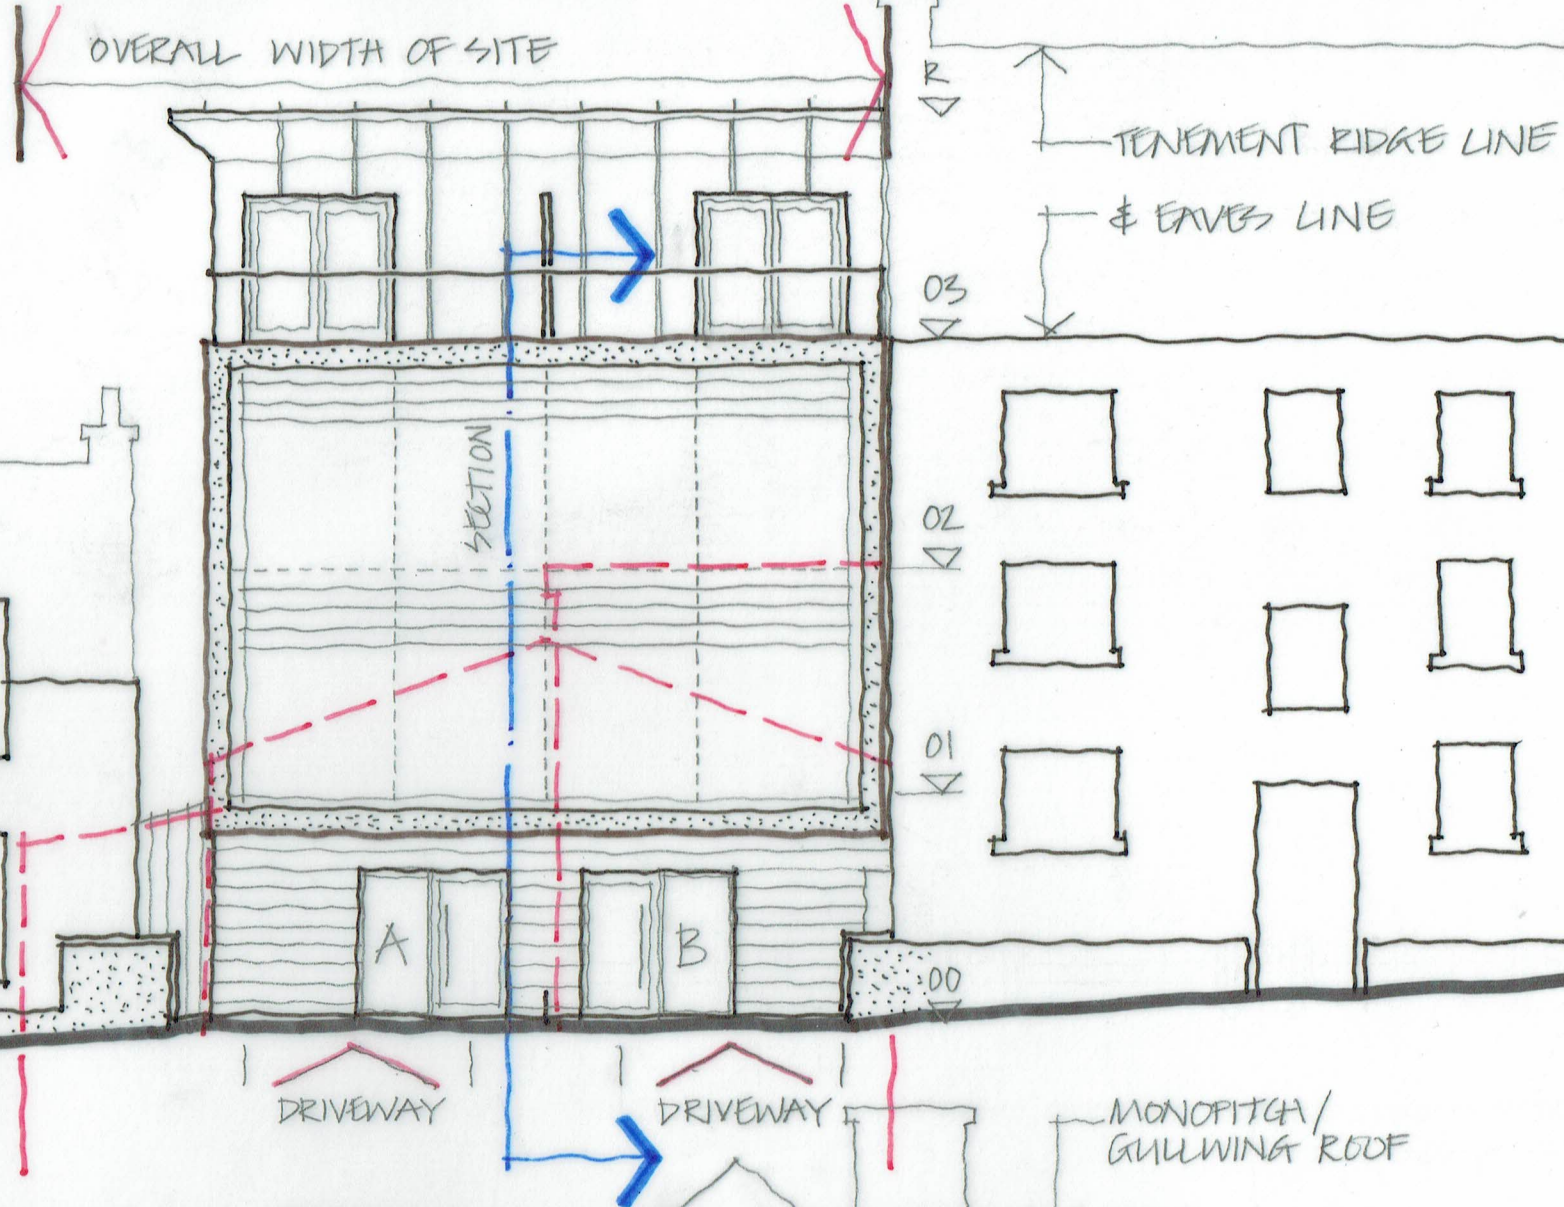 OVERALL WIDTH OF SITE
R
TENEMENT RIDGE LINE
& EAVES LINE
03
SECTION
02
01
A
B
00
DRIVEWAY
DRIVEWAY
MONOPITCH/
GULLWING ROOF